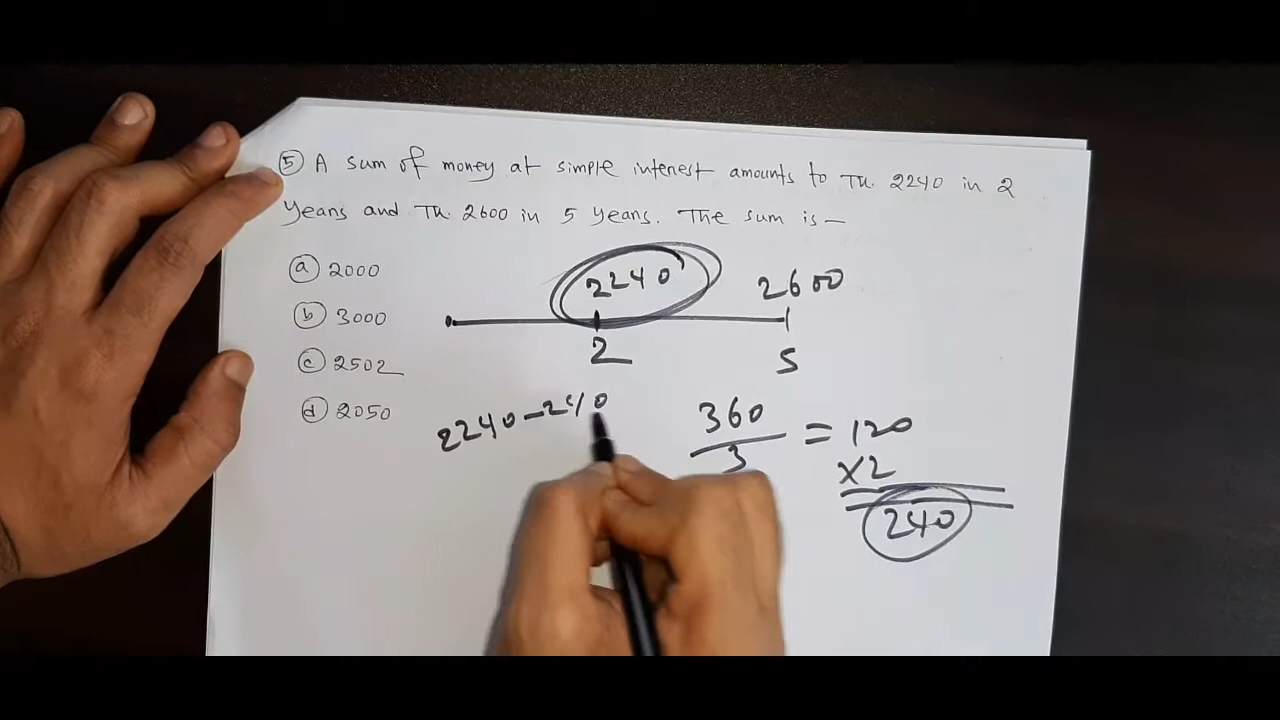 ⑤ A sum of money at simple interest amounts to TK. 2240 in 2
years and TK. 2600 in 5 years. The sum is —
ⓐ 2000
ⓑ 3000
ⓒ 2502
ⓓ 2050
2240 2600
2 5
2240 - 240
360
3
= 120
x2
240